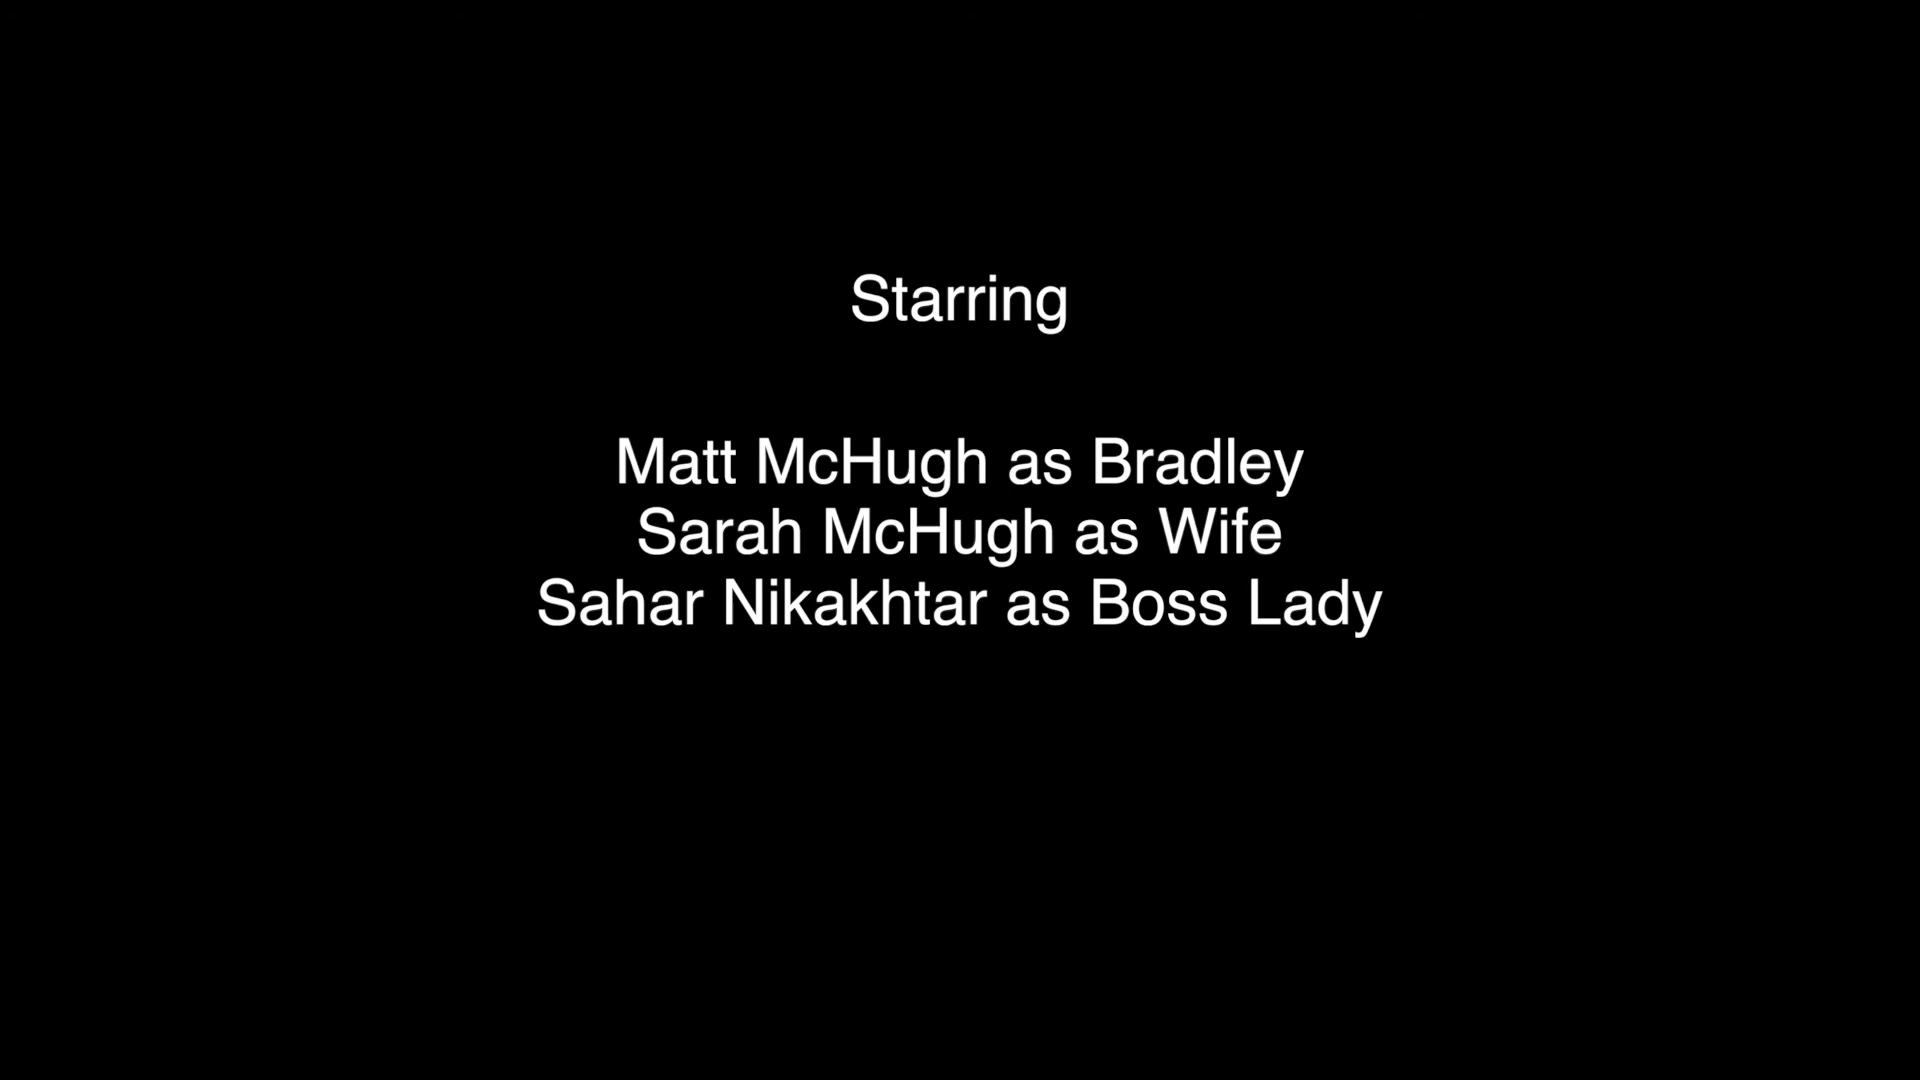 Starring
Matt McHugh as Bradley
Sarah McHugh as Wife
Sahar Nikakhtar as Boss Lady